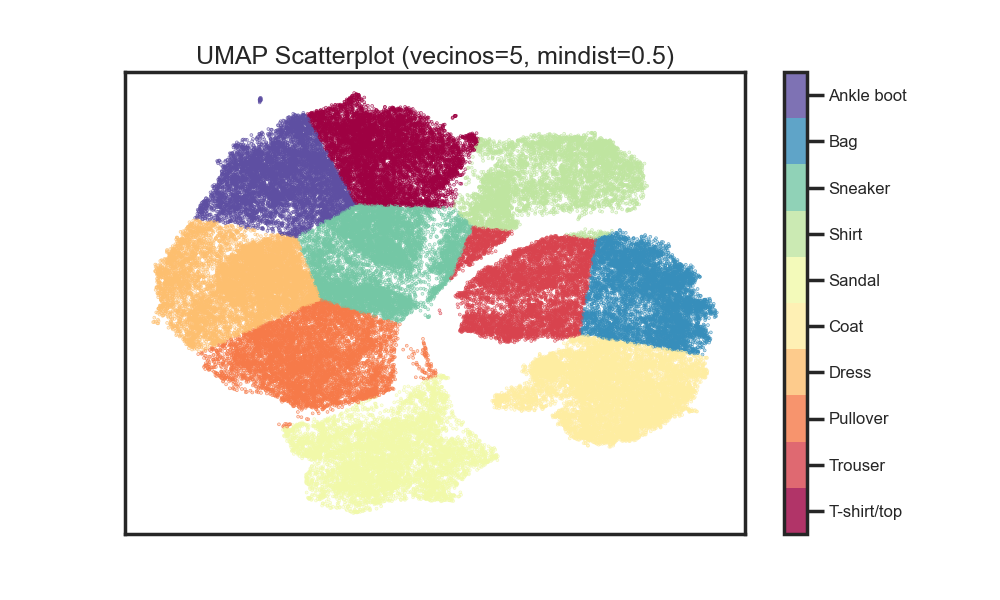 UMAP Scatterplot (vecinos=5, mindist=0.5)
Ankle boot
Bag
Sneaker
Shirt
Sandal
Coat
Dress
Pullover
Trouser
T-shirt/top